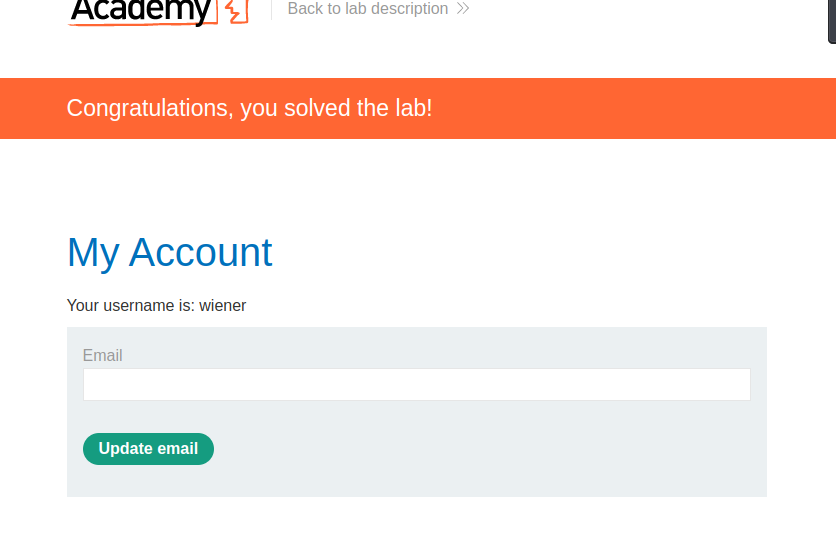 Academy
Back to lab description
Congratulations, you solved the lab!
My Account
Your username is: wiener
Email
Update email